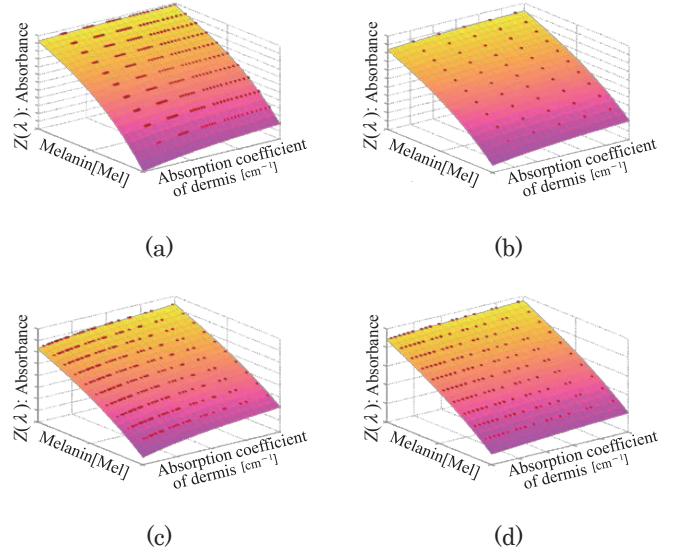 Z(λ): Absorbance
Melanin[Mel]
Absorption coefficient
of dermis [cm⁻¹]
(a)
Z(λ): Absorbance
Melanin[Mel]
Absorption coefficient
of dermis [cm⁻¹]
(b)
Z(λ): Absorbance
Melanin[Mel]
Absorption coefficient
of dermis [cm⁻¹]
(c)
Z(λ): Absorbance
Melanin[Mel]
Absorption coefficient
of dermis [cm⁻¹]
(d)